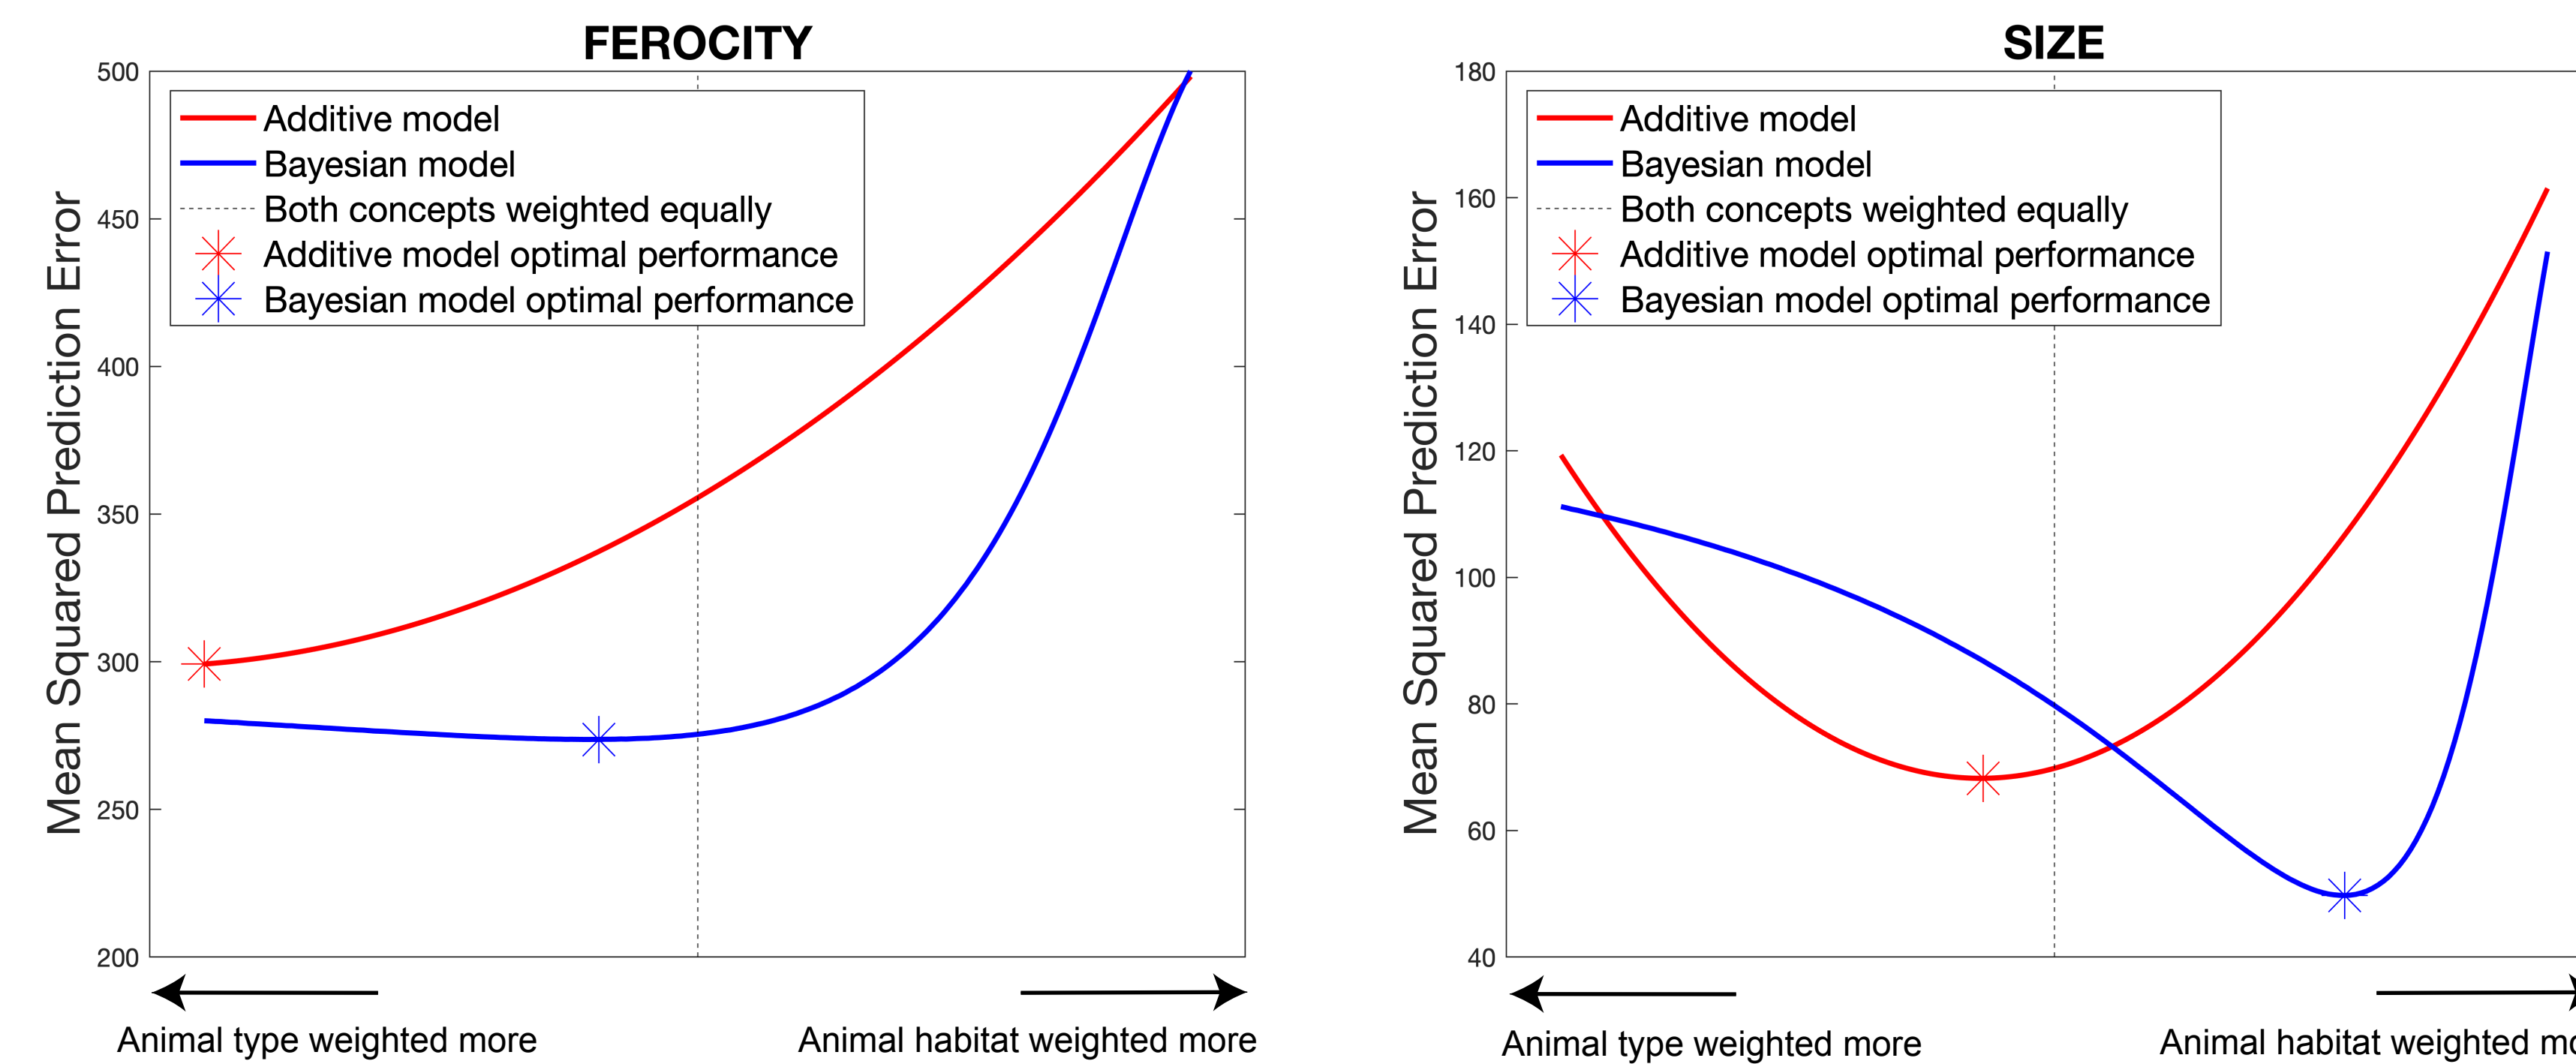 FEROCITY
500
450
400
350
300
250
200
Mean Squared Prediction Error
Additive model
Bayesian model
Both concepts weighted equally
Additive model optimal performance
Bayesian model optimal performance
Animal type weighted more
Animal habitat weighted more
SIZE
180
160
140
120
100
80
60
40
Mean Squared Prediction Error
Additive model
Bayesian model
Both concepts weighted equally
Additive model optimal performance
Bayesian model optimal performance
Animal type weighted more
Animal habitat weighted